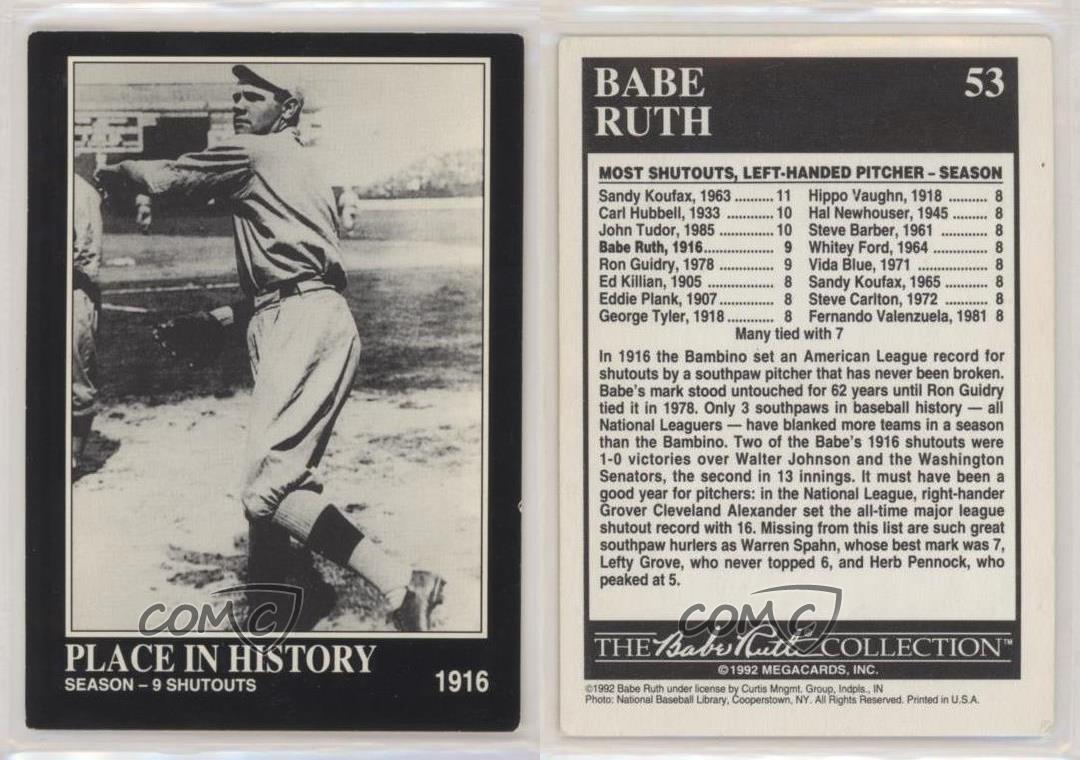 PLACE IN HISTORY
SEASON – 9 SHUTOUTS
1916
COMC
BABE
RUTH
53
MOST SHUTOUTS, LEFT-HANDED PITCHER – SEASON
Sandy Koufax, 1963 .......... 11 Hippo Vaughn, 1918 .......... 8
Carl Hubbell, 1933 ............ 10 Hal Newhouser, 1945 ......... 8
John Tudor, 1985 .............. 10 Steve Barber, 1961 ............ 8
Babe Ruth, 1916.................. 9 Whitey Ford, 1964 ............. 8
Ron Guidry, 1978 ............... 9 Vida Blue, 1971 ................. 8
Ed Killian, 1905 .................. 8 Sandy Koufax, 1965 .......... 8
Eddie Plank, 1907 .............. 8 Steve Carlton, 1972 .......... 8
George Tyler, 1918 ............ 8 Fernando Valenzuela, 1981 8
Many tied with 7
In 1916 the Bambino set an American League record for
shutouts by a southpaw pitcher that has never been broken.
Babe's mark stood untouched for 62 years until Ron Guidry
tied it in 1978. Only 3 southpaws in baseball history — all
National Leaguers — have blanked more teams in a season
than the Bambino. Two of the Babe's 1916 shutouts were
1-0 victories over Walter Johnson and the Washington
Senators, the second in 13 innings. It must have been a
good year for pitchers: in the National League, right-hander
Grover Cleveland Alexander set the all-time major league
shutout record with 16. Missing from this list are such great
southpaw hurlers as Warren Spahn, whose best mark was 7,
Lefty Grove, who never topped 6, and Herb Pennock, who
peaked at 5.
COMC
THE Babe Ruth COLLECTION™
©1992 MEGACARDS, INC.
©1992 Babe Ruth under license by Curtis Mngmt. Group, Indpls., IN
Photo: National Baseball Library, Cooperstown, NY. All Rights Reserved. Printed in U.S.A.